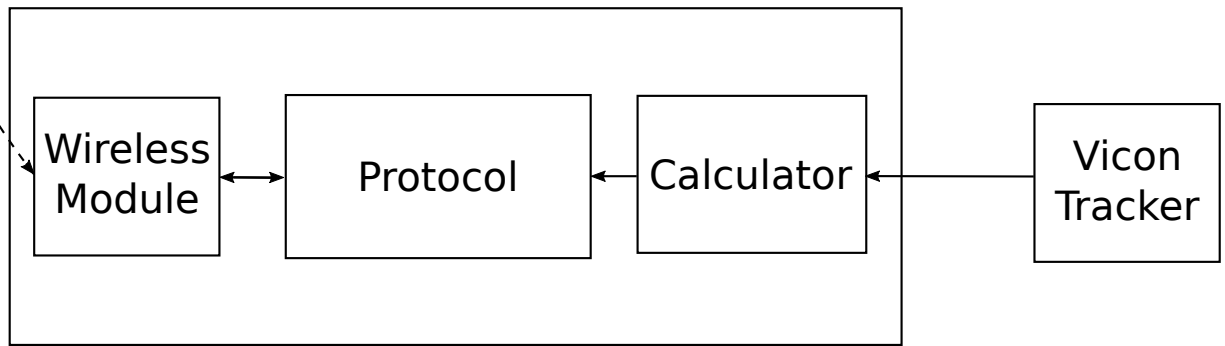 Wireless
Module
Protocol
Calculator
Vicon
Tracker